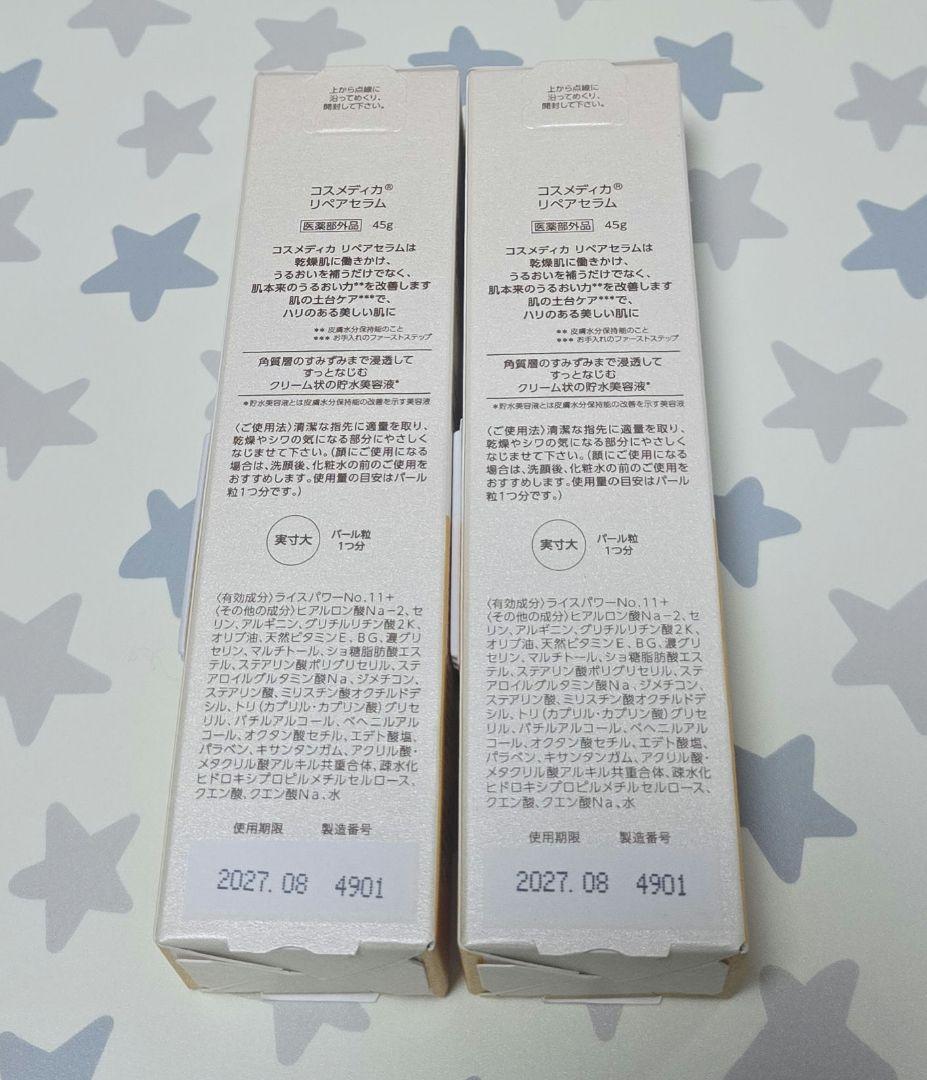 上から点線に
沿ってめくり、
開封して下さい。
コスメディカ®
リペアセラム
医薬部外品 45g
コスメディカ リペアセラムは
乾燥肌に働きかけ、
うるおいを補うだけでなく、
肌本来のうるおい力**を改善します
肌の土台ケア***で、
ハリのある美しい肌に
** 皮膚水分保持能のこと
*** お手入れのファーストステップ
角質層のすみずみまで浸透して
すっとなじむ
クリーム状の貯水美容液*
*貯水美容液とは皮膚水分保持能の改善を示す美容液
〈ご使用法〉清潔な指先に適量を取り、
乾燥やシワの気になる部分にやさしく
なじませて下さい。（顔にご使用になる
場合は、洗顔後、化粧水の前のご使用を
おすすめします。使用量の目安はパール
粒1つ分です。）
実寸大
パール粒
1つ分
〈有効成分〉ライスパワーNo.11+
〈その他の成分〉ヒアルロン酸Na-2、セ
リン、アルギニン、グリチルリチン酸2K、
オリブ油、天然ビタミンE、BG、濃グリ
セリン、マルチトール、ショ糖脂肪酸エス
テル、ステアリン酸ポリグリセリル、ステ
アロイルグルタミン酸Na、ジメチコン、
ステアリン酸、ミリスチン酸オクチルドデ
シル、トリ(カプリル・カプリン酸)グリセ
リル、バチルアルコール、ベヘニルアル
コール、オクタン酸セチル、エデト酸塩、
パラベン、キサンタンガム、アクリル酸・
メタクリル酸アルキル共重合体、疎水化
ヒドロキシプロピルメチルセルロース、
クエン酸、クエン酸Na、水
使用期限 製造番号
2027.08 4901
上から点線に
沿ってめくり、
開封して下さい。
コスメディカ®
リペアセラム
医薬部外品 45g
コスメディカ リペアセラムは
乾燥肌に働きかけ、
うるおいを補うだけでなく、
肌本来のうるおい力**を改善します
肌の土台ケア***で、
ハリのある美しい肌に
** 皮膚水分保持能のこと
*** お手入れのファーストステップ
角質層のすみずみまで浸透して
すっとなじむ
クリーム状の貯水美容液*
*貯水美容液とは皮膚水分保持能の改善を示す美容液
〈ご使用法〉清潔な指先に適量を取り、
乾燥やシワの気になる部分にやさしく
なじませて下さい。（顔にご使用になる
場合は、洗顔後、化粧水の前のご使用を
おすすめします。使用量の目安はパール
粒1つ分です。）
実寸大
パール粒
1つ分
〈有効成分〉ライスパワーNo.11+
〈その他の成分〉ヒアルロン酸Na-2、セ
リン、アルギニン、グリチルリチン酸2K、
オリブ油、天然ビタミンE、BG、濃グリ
セリン、マルチトール、ショ糖脂肪酸エス
テル、ステアリン酸ポリグリセリル、ステ
アロイルグルタミン酸Na、ジメチコン、
ステアリン酸、ミリスチン酸オクチルドデ
シル、トリ(カプリル・カプリン酸)グリセ
リル、バチルアルコール、ベヘニルアル
コール、オクタン酸セチル、エデト酸塩、
パラベン、キサンタンガム、アクリル酸・
メタクリル酸アルキル共重合体、疎水化
ヒドロキシプロピルメチルセルロース、
クエン酸、クエン酸Na、水
使用期限 製造番号
2027.08 4901